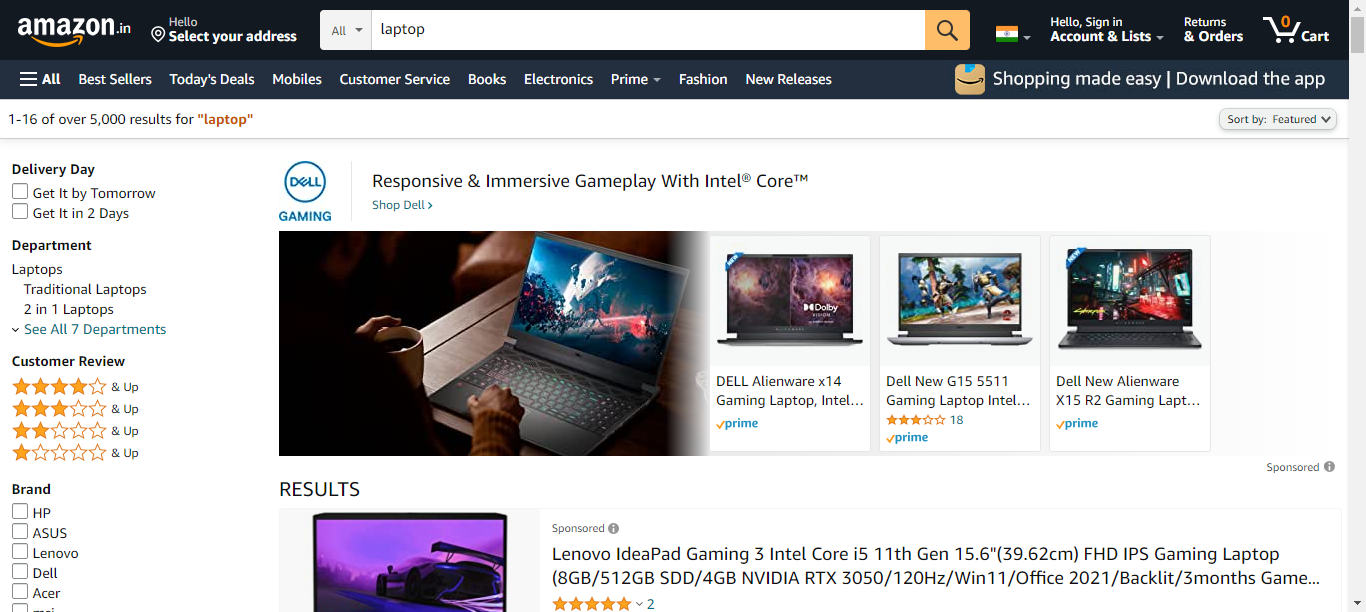 amazon.in
Hello
Select your address
All
laptop
Hello, Sign in
Account & Lists
Returns
& Orders
0
Cart
All
Best Sellers
Today's Deals
Mobiles
Customer Service
Books
Electronics
Prime
Fashion
New Releases
Shopping made easy | Download the app
1-16 of over 5,000 results for "laptop"
Sort by: Featured
Delivery Day
Get It by Tomorrow
Get It in 2 Days
Department
Laptops
Traditional Laptops
2 in 1 Laptops
See All 7 Departments
Customer Review
& Up
& Up
& Up
& Up
Brand
HP
ASUS
Lenovo
Dell
Acer
DELL
GAMING
Responsive & Immersive Gameplay With Intel® Core™
Shop Dell ›
NEW
Dolby
VISION
DELL Alienware x14
Gaming Laptop, Intel...
prime
Dell New G15 5511
Gaming Laptop Intel...
18
prime
NEW
Cyberpunk
Dell New Alienware
X15 R2 Gaming Lapt...
prime
Sponsored
RESULTS
Sponsored
Lenovo IdeaPad Gaming 3 Intel Core i5 11th Gen 15.6"(39.62cm) FHD IPS Gaming Laptop
(8GB/512GB SDD/4GB NVIDIA RTX 3050/120Hz/Win11/Office 2021/Backlit/3months Game...
2